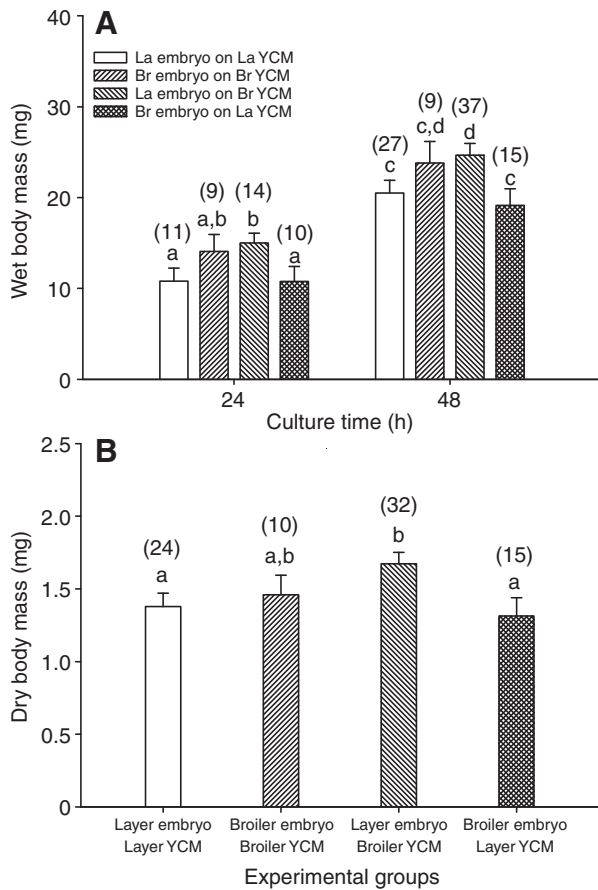 A
La embryo on La YCM
Br embryo on Br YCM
La embryo on Br YCM
Br embryo on La YCM
Wet body mass (mg)
40
30
20
10
0
(11)
a
(9)
a,b
(14)
b
(10)
a
(27)
c
(9)
c,d
(37)
d
(15)
c
24
48
Culture time (h)
B
Dry body mass (mg)
2.5
2.0
1.5
1.0
0.5
0
(24)
a
(10)
a,b
(32)
b
(15)
a
Layer embryo
Layer YCM
Broiler embryo
Broiler YCM
Layer embryo
Broiler YCM
Broiler embryo
Layer YCM
Experimental groups